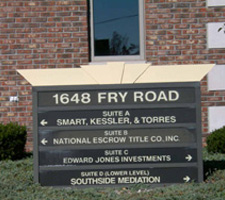 1648 FRY ROAD
SUITE A
SMART, KESSLER, & TORRES
SUITE B
NATIONAL ESCROW TITLE CO., INC.
SUITE C
EDWARD JONES INVESTMENTS
SUITE D (LOWER LEVEL)
SOUTHSIDE MEDIATION